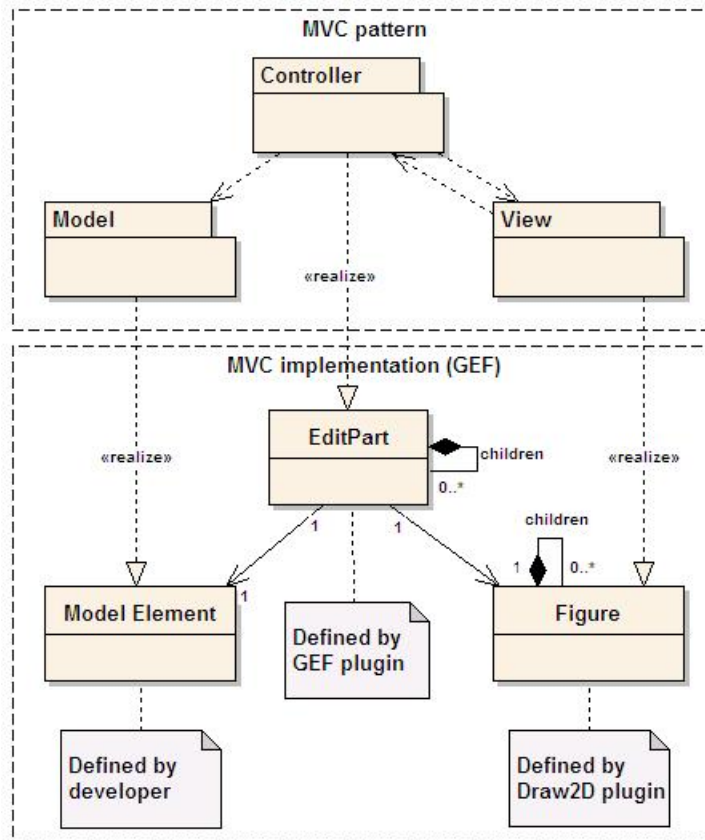 MVC pattern
Controller
Model
View
«realize»
MVC implementation (GEF)
EditPart
children
0..*
«realize»
«realize»
1
1
children
1
0..*
1
Model Element
Figure
Defined by
GEF plugin
Defined by
developer
Defined by
Draw2D plugin